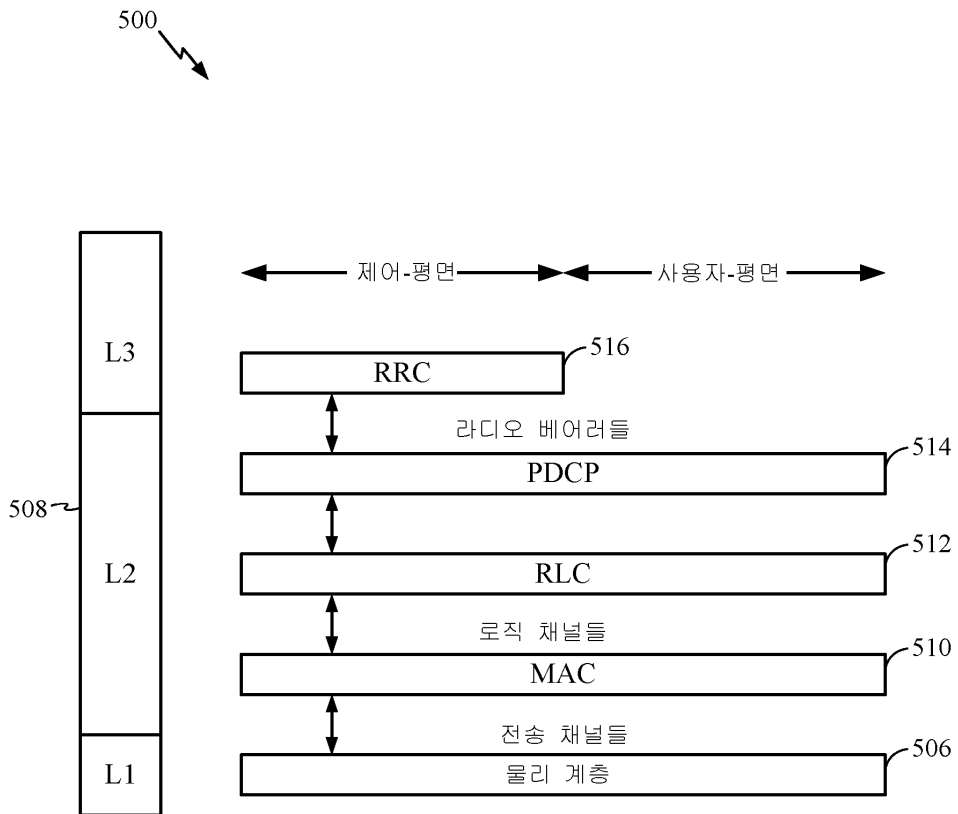 500
제어-평면
사용자-평면
L3
RRC
516
라디오 베어러들
PDCP
514
508
L2
RLC
512
로직 채널들
MAC
510
전송 채널들
L1
물리 계층
506